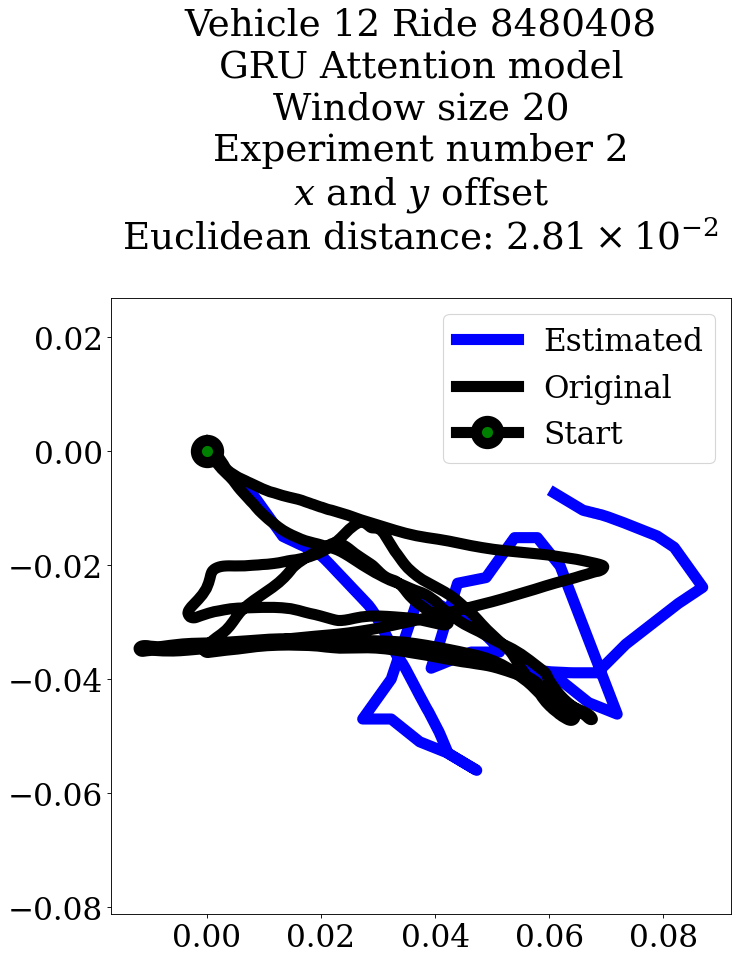 Vehicle 12 Ride 8480408
GRU Attention model
Window size 20
Experiment number 2
x and y offset
Euclidean distance: 2.81 × 10⁻²
Estimated
Original
Start
0.02
0.00
−0.02
−0.04
−0.06
−0.08
0.00 0.02 0.04 0.06 0.08